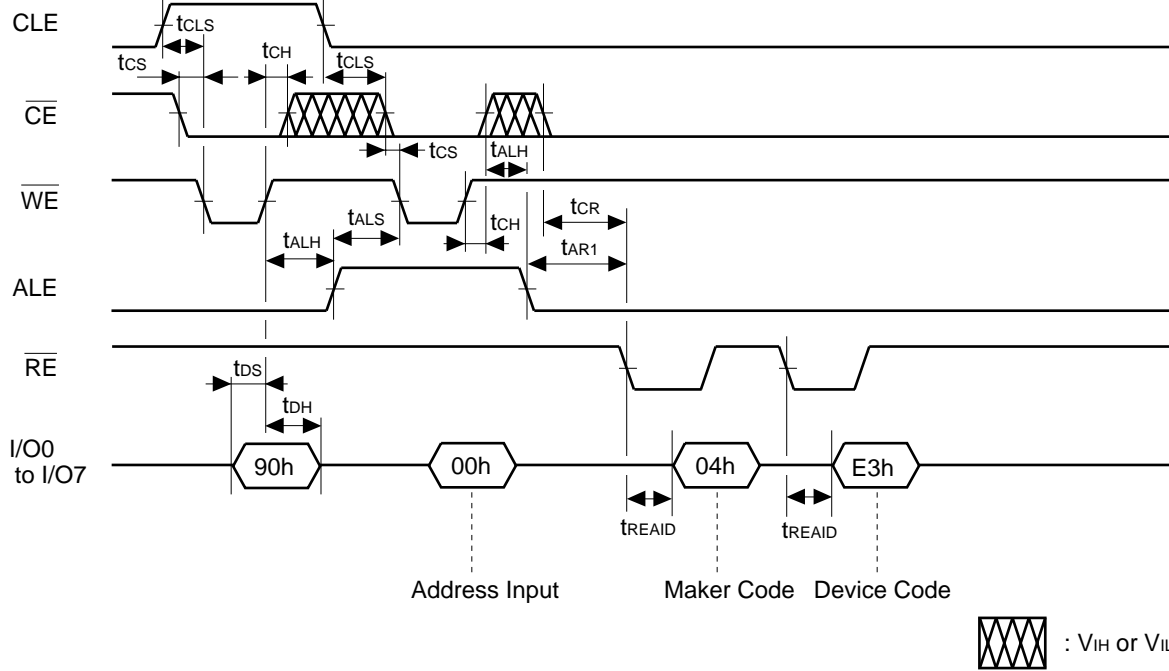 CLE
tCLS
tCS
tCH
tCLS
CE
tCS
tALH
WE
tCR
tALS
tCH
tALH
tAR1
ALE
RE
tDS
tDH
I/O0
to I/O7
90h
00h
04h
E3h
tREAID
tREAID
Address Input
Maker Code
Device Code
: VIH or VIL